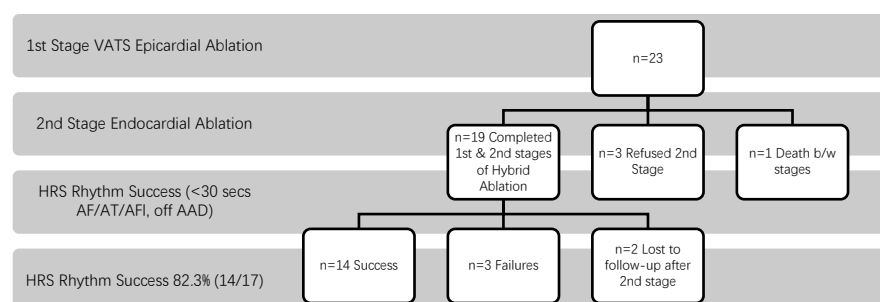 1st Stage VATS Epicardial Ablation
n=23
2nd Stage Endocardial Ablation
n=19 Completed
1st & 2nd stages
of Hybrid
Ablation
n=3 Refused 2nd
Stage
n=1 Death b/w
stages
HRS Rhythm Success (<30 secs
AF/AT/AFl, off AAD)
n=14 Success
n=3 Failures
n=2 Lost to
follow-up after
2nd stage
HRS Rhythm Success 82.3% (14/17)